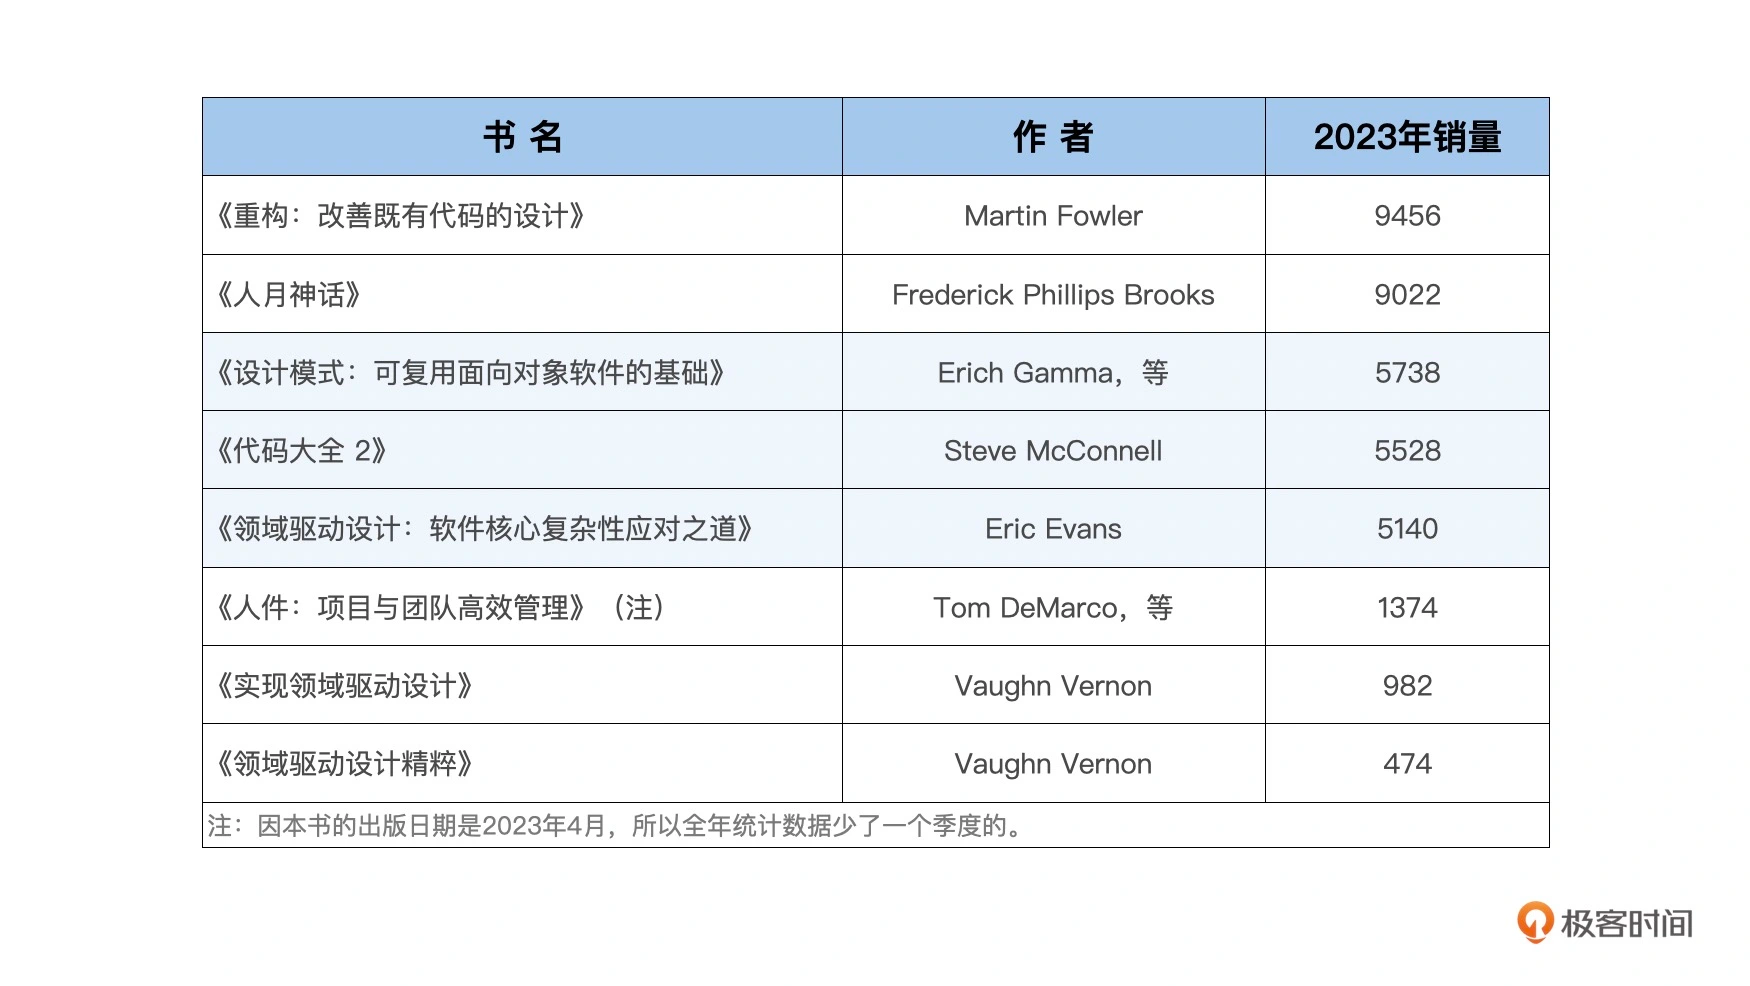 书 名 作 者 2023年销量
《重构：改善既有代码的设计》 Martin Fowler 9456
《人月神话》 Frederick Phillips Brooks 9022
《设计模式：可复用面向对象软件的基础》 Erich Gamma，等 5738
《代码大全 2》 Steve McConnell 5528
《领域驱动设计：软件核心复杂性应对之道》 Eric Evans 5140
《人件：项目与团队高效管理》（注） Tom DeMarco，等 1374
《实现领域驱动设计》 Vaughn Vernon 982
《领域驱动设计精粹》 Vaughn Vernon 474
注：因本书的出版日期是2023年4月，所以全年统计数据少了一个季度的。
极客时间